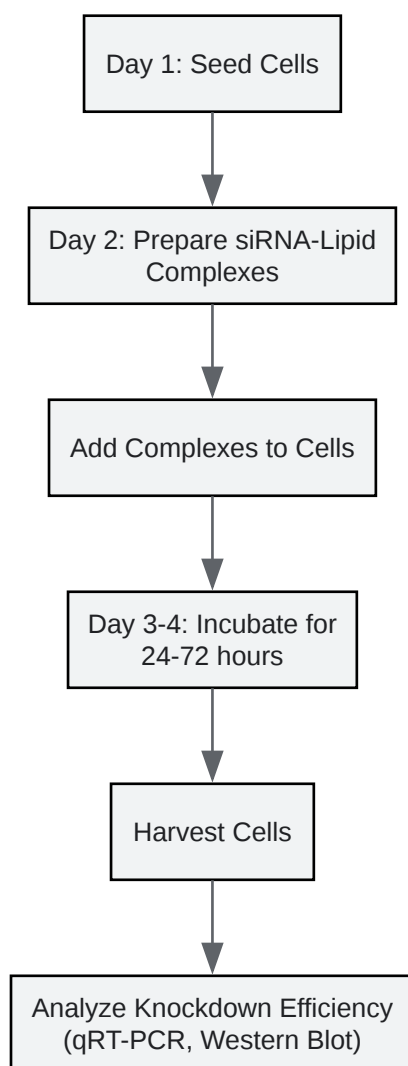 Day 1: Seed Cells
Day 2: Prepare siRNA-Lipid
Complexes
Add Complexes to Cells
Day 3-4: Incubate for
24-72 hours
Harvest Cells
Analyze Knockdown Efficiency
(qRT-PCR, Western Blot)